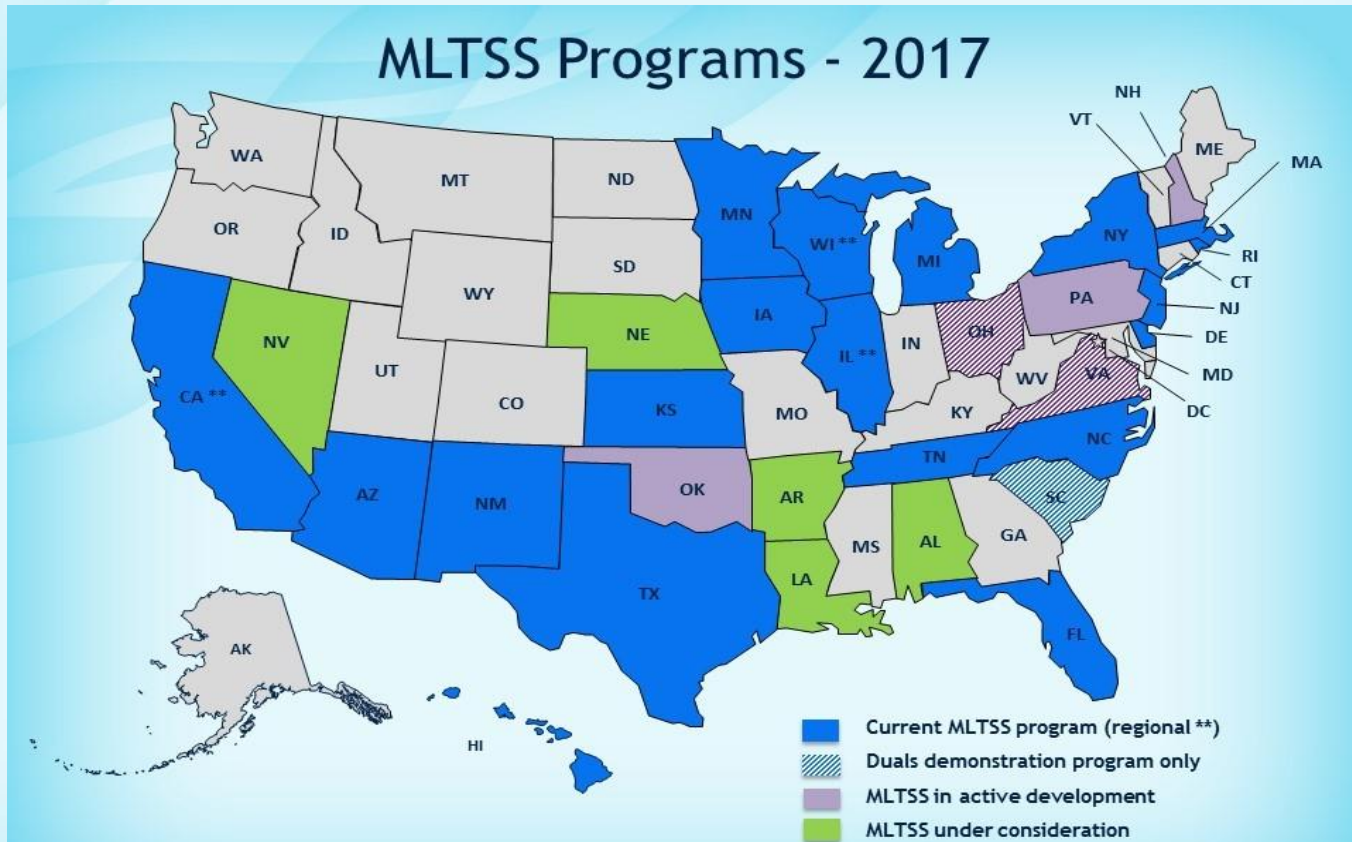 MLTSS Programs - 2017
NH
VT
WA
MT
ND
ME
MA
MN
OR
ID
WI **
NY
SD
MI
RI
WY
CT
IA
PA
NJ
NV
NE
OH
DE
UT
IL **
IN
MD
CA **
CO
WV
VA
KS
MO
KY
DC
NC
TN
AZ
NM
OK
AR
SC
MS
AL
GA
LA
TX
FL
AK
HI
Current MLTSS program (regional **)
Duals demonstration program only
MLTSS in active development
MLTSS under consideration